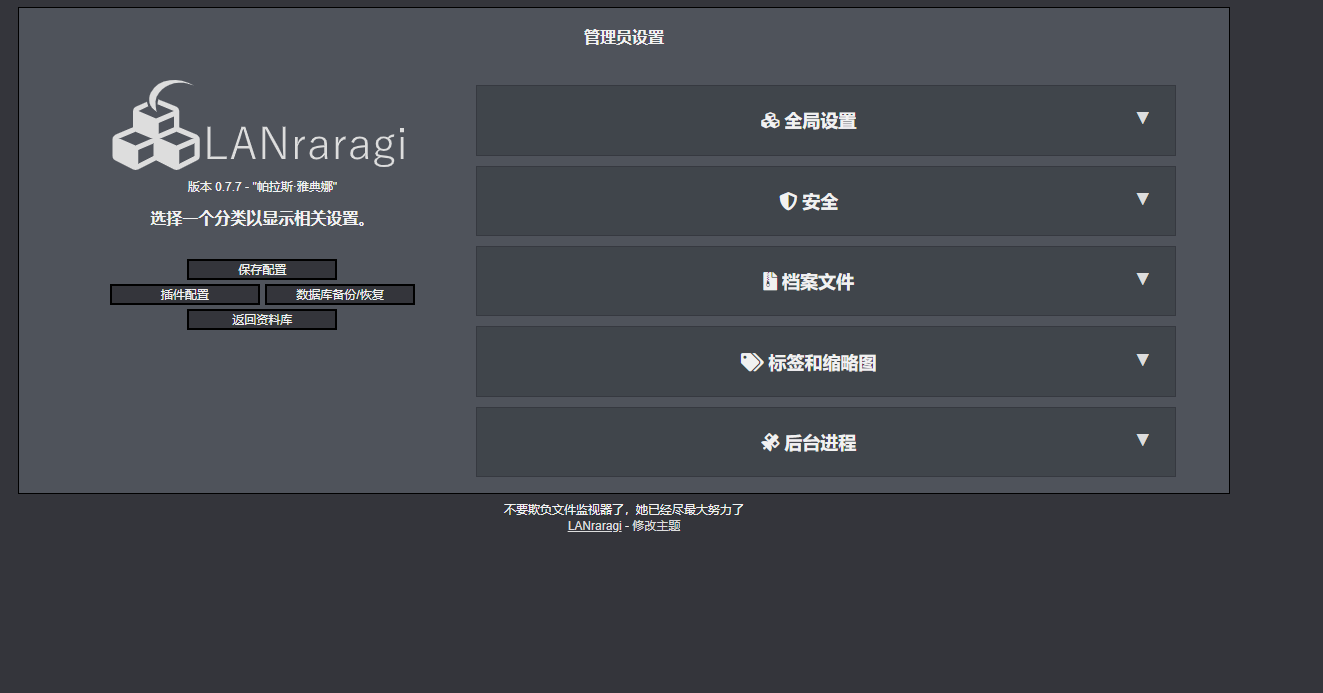 管理员设置
LANraragi
版本 0.7.7 - "帕拉斯·雅典娜"
选择一个分类以显示相关设置。
保存配置
插件配置
数据库备份/恢复
返回资料库
全局设置
安全
档案文件
标签和缩略图
后台进程
不要欺负文件监视器了，她已经尽最大努力了
LANraragi - 修改主题